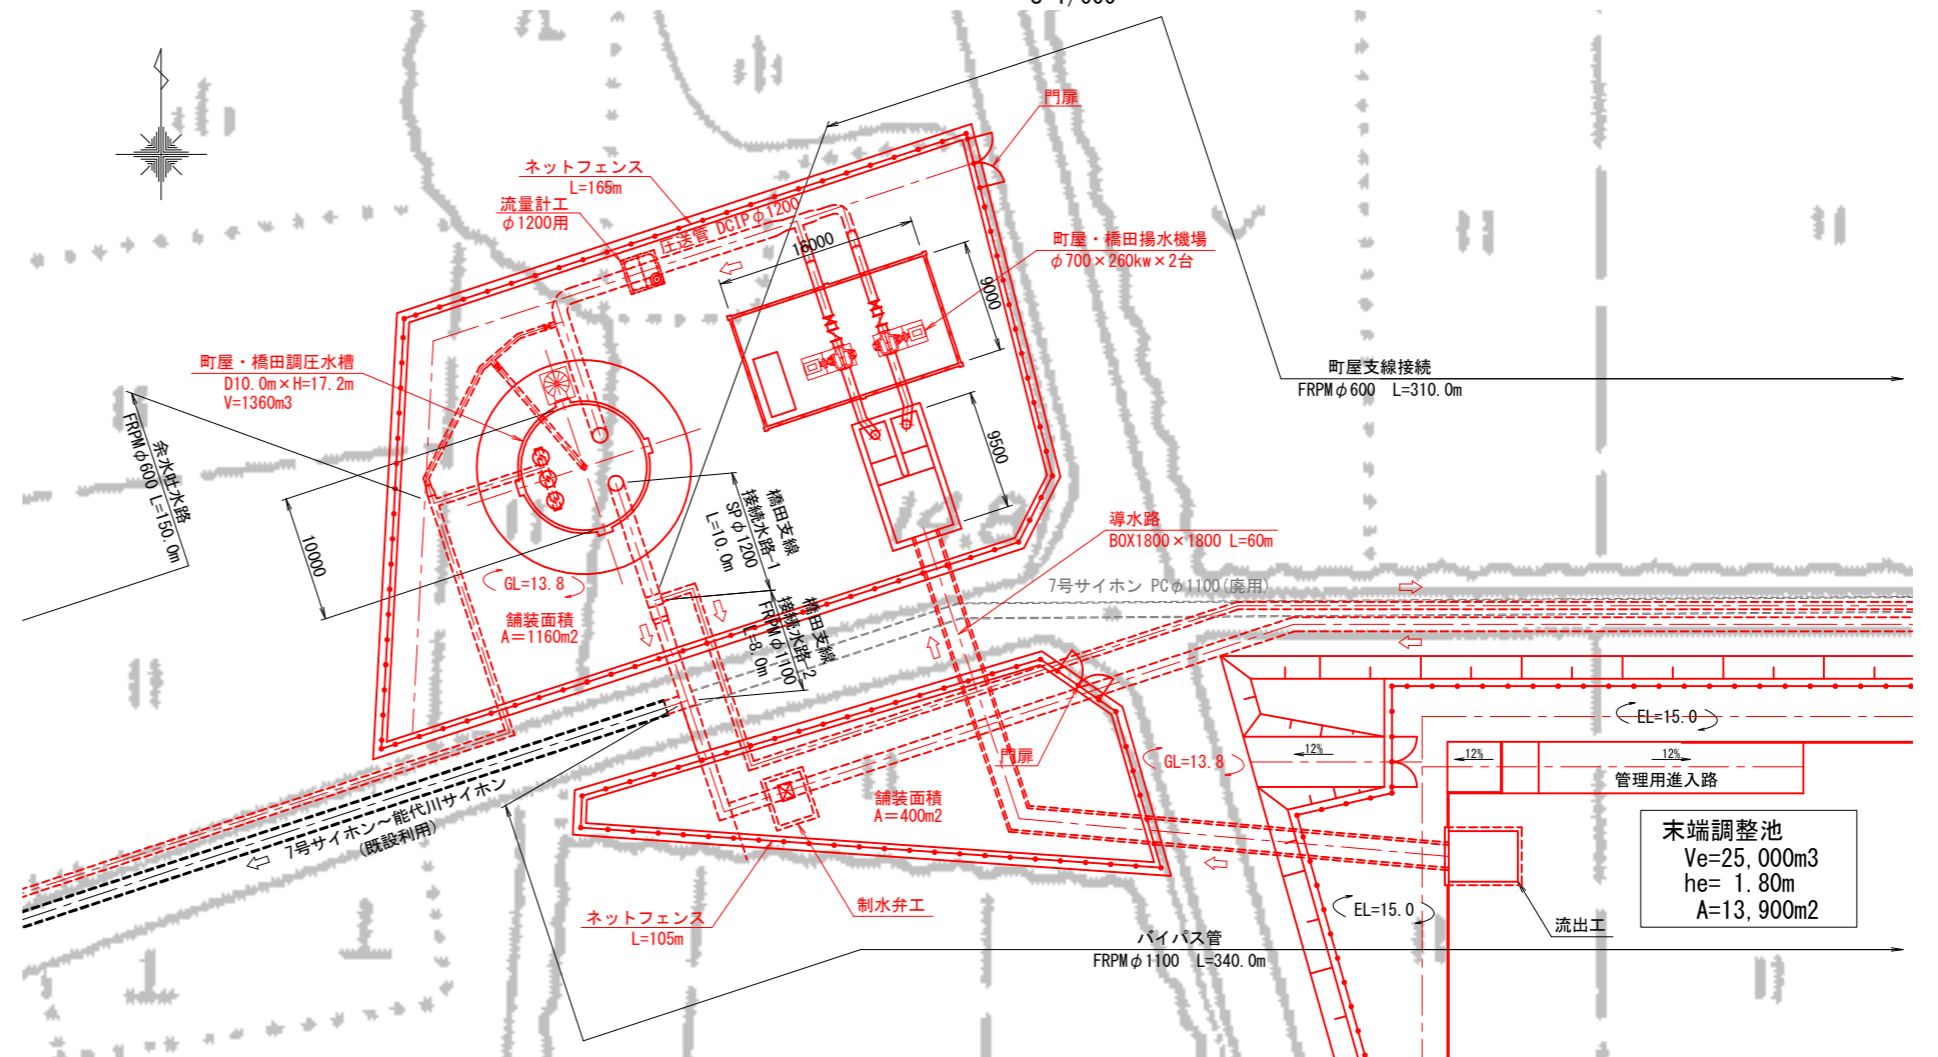 門扉
ネットフェンス
L=165m
流量計工
φ1200用
圧送管 DCIPφ1200
16000
9000
町屋・橋田揚水機場
φ700×260kw×2台
町屋・橋田調圧水槽
D10.0m×H=17.2m
V=1360m3
町屋支線接続
FRPMφ600 L=310.0m
余水吐水路
FRPMφ600 L=150.0m
10000
9500
橋田支線
接続水路-1
SPφ1200
L=10.0m
導水路
BOX1800×1800 L=60m
GL=13.8
舗装面積
A=1160m2
橋田支線
接続水路-2
FRPMφ1100
L=8.0m
7号サイホン PCφ1100(廃用)
EL=15.0
門扉
GL=13.8
12%
12%
12%
管理用進入路
7号サイホン～能代川サイホン
(既設利用)
舗装面積
A=400m2
末端調整池
Ve=25,000m3
he= 1.80m
A=13,900m2
ネットフェンス
L=105m
制水弁工
EL=15.0
流出工
バイパス管
FRPMφ1100 L=340.0m